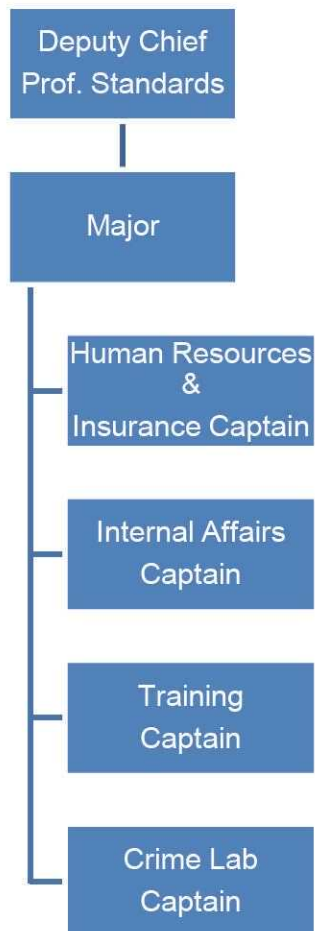 Deputy Chief
Prof. Standards
Major
Human Resources
&
Insurance Captain
Internal Affairs
Captain
Training
Captain
Crime Lab
Captain